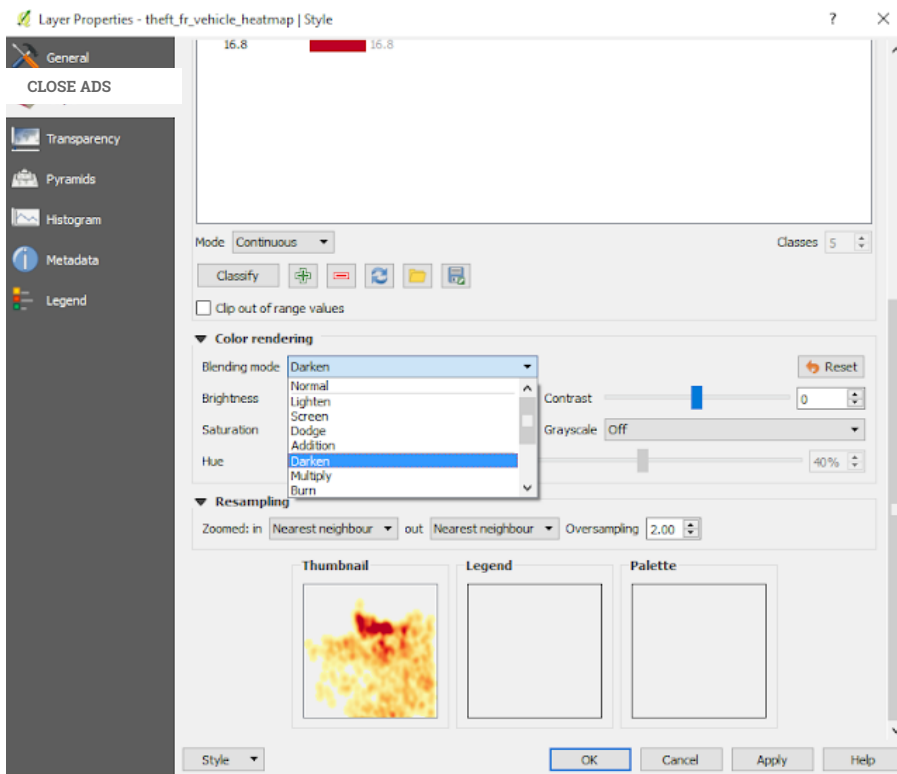 Layer Properties - theft_fr_vehicle_heatmap | Style ? ×
General
CLOSE ADS
Transparency
Pyramids
Histogram
Metadata
Legend
16.8 16.8
Mode Continuous Classes 5
Classify
Clip out of range values
Color rendering
Blending mode Darken Reset
Normal
Lighten
Screen
Dodge
Addition
Darken
Multiply
Burn
Brightness Contrast 0
Saturation Grayscale Off
Hue 40%
Resampling
Zoomed: in Nearest neighbour out Nearest neighbour Oversampling 2.00
Thumbnail Legend Palette
Style OK Cancel Apply Help